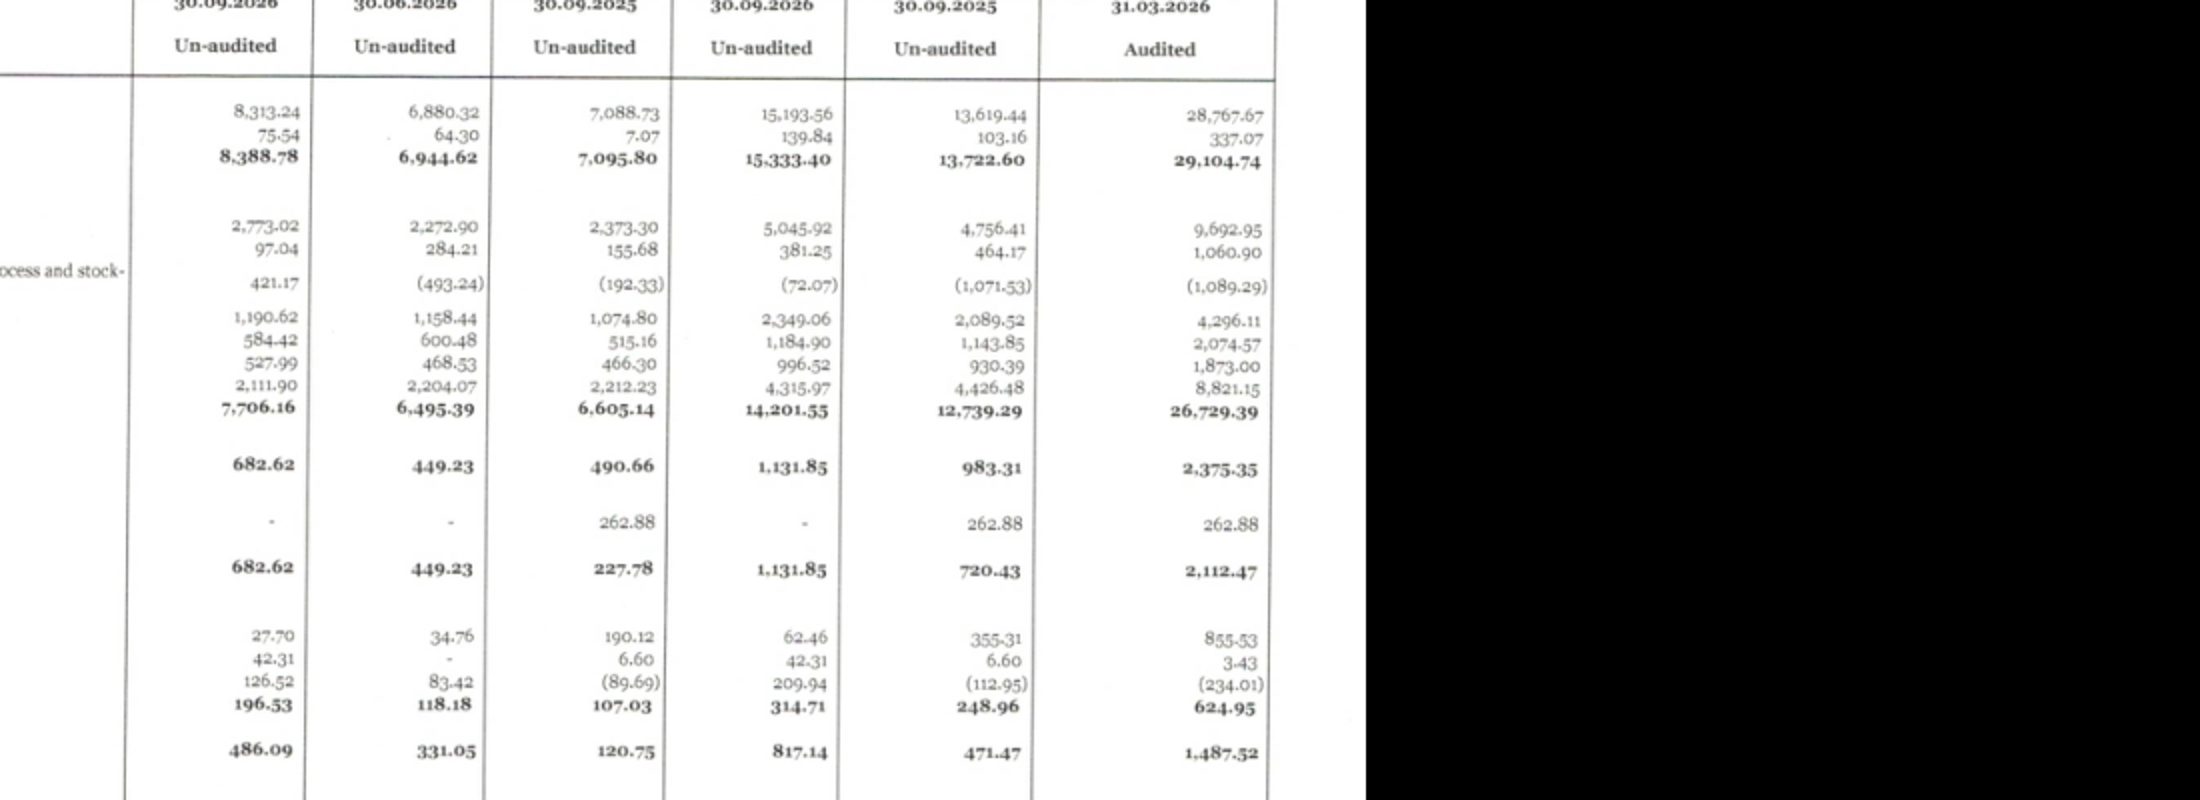 30.09.2026 30.06.2026 30.09.2025 30.09.2026 30.09.2025 31.03.2026
Un-audited Un-audited Un-audited Un-audited Un-audited Audited
8,313.24 6,880.32 7,088.73 15,193.56 13,619.44 28,767.67
75.54 64.30 7.07 139.84 103.16 337.07
8,388.78 6,944.62 7,095.80 15,333.40 13,722.60 29,104.74
2,773.02 2,272.90 2,373.30 5,045.92 4,756.41 9,692.95
97.04 284.21 155.68 381.25 464.17 1,060.90
ocess and stock-
421.17 (493.24) (192.33) (72.07) (1,071.53) (1,089.29)
1,190.62 1,158.44 1,074.80 2,349.06 2,089.52 4,296.11
584.42 600.48 515.16 1,184.90 1,143.85 2,074.57
527.99 468.53 466.30 996.52 930.39 1,873.00
2,111.90 2,204.07 2,212.23 4,315.97 4,426.48 8,821.15
7,706.16 6,495.39 6,605.14 14,201.55 12,739.29 26,729.39
682.62 449.23 490.66 1,131.85 983.31 2,375.35
- - 262.88 - 262.88 262.88
682.62 449.23 227.78 1,131.85 720.43 2,112.47
27.70 34.76 190.12 62.46 355.31 855.53
42.31 - 6.60 42.31 6.60 3.43
126.52 83.42 (89.69) 209.94 (112.95) (234.01)
196.53 118.18 107.03 314.71 248.96 624.95
486.09 331.05 120.75 817.14 471.47 1,487.52